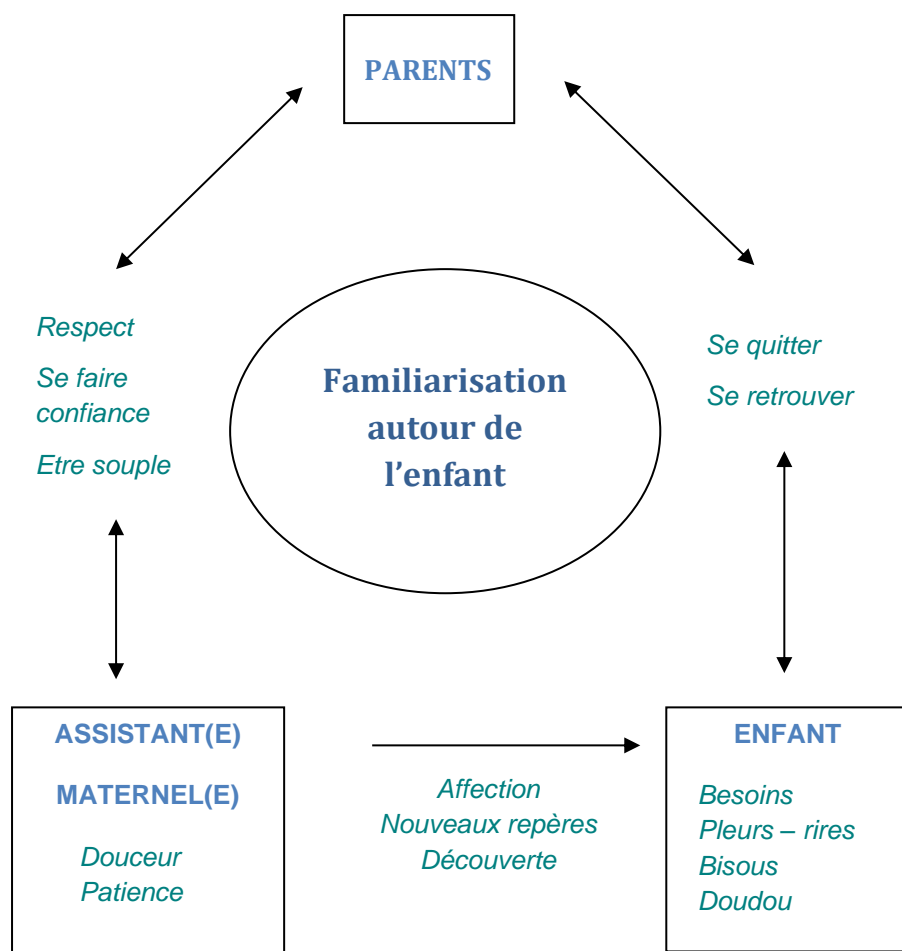 PARENTS
Respect
Se faire
confiance
Etre souple
Familiarisation
autour de
l’enfant
Se quitter
Se retrouver
ASSISTANT(E)
MATERNEL(E)
Douceur
Patience
Affection
Nouveaux repères
Découverte
ENFANT
Besoins
Pleurs – rires
Bisous
Doudou